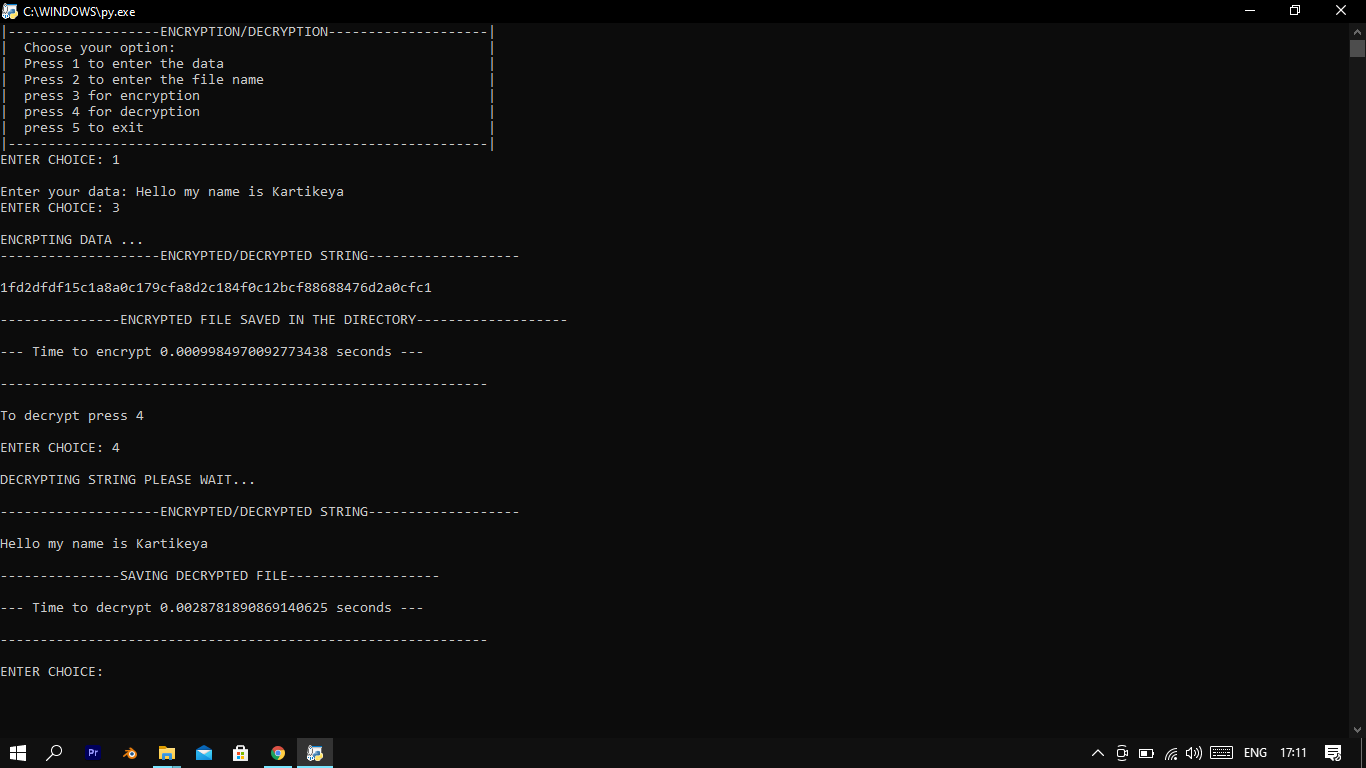 C:\WINDOWS\py.exe
|-------------------ENCRYPTION/DECRYPTION--------------------|
| Choose your option: |
| Press 1 to enter the data |
| Press 2 to enter the file name |
| press 3 for encryption |
| press 4 for decryption |
| press 5 to exit |
|------------------------------------------------------------|
ENTER CHOICE: 1
Enter your data: Hello my name is Kartikeya
ENTER CHOICE: 3
ENCRPTING DATA ...
--------------------ENCRYPTED/DECRYPTED STRING-------------------
1fd2dfdf15c1a8a0c179cfa8d2c184f0c12bcf88688476d2a0cfc1
---------------ENCRYPTED FILE SAVED IN THE DIRECTORY-------------------
--- Time to encrypt 0.0009984970092773438 seconds ---
-------------------------------------------------------------
To decrypt press 4
ENTER CHOICE: 4
DECRYPTING STRING PLEASE WAIT...
--------------------ENCRYPTED/DECRYPTED STRING-------------------
Hello my name is Kartikeya
---------------SAVING DECRYPTED FILE-------------------
--- Time to decrypt 0.0028781890869140625 seconds ---
-------------------------------------------------------------
ENTER CHOICE:
Pr ENG 17:11